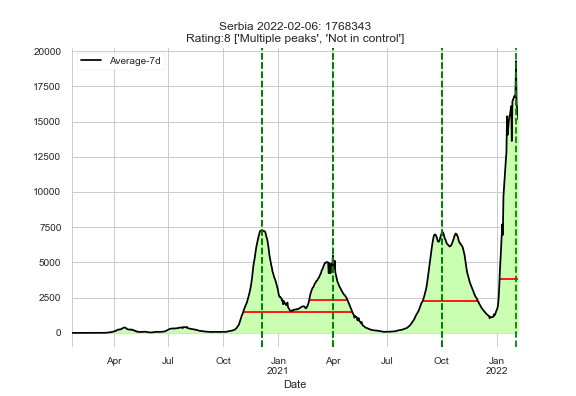 Serbia 2022-02-06: 1768343
Rating:8 ['Multiple peaks', 'Not in control']
Average-7d
20000
17500
15000
12500
10000
7500
5000
2500
0
Apr Jul Oct Jan Apr Jul Oct Jan
2021 2022
Date